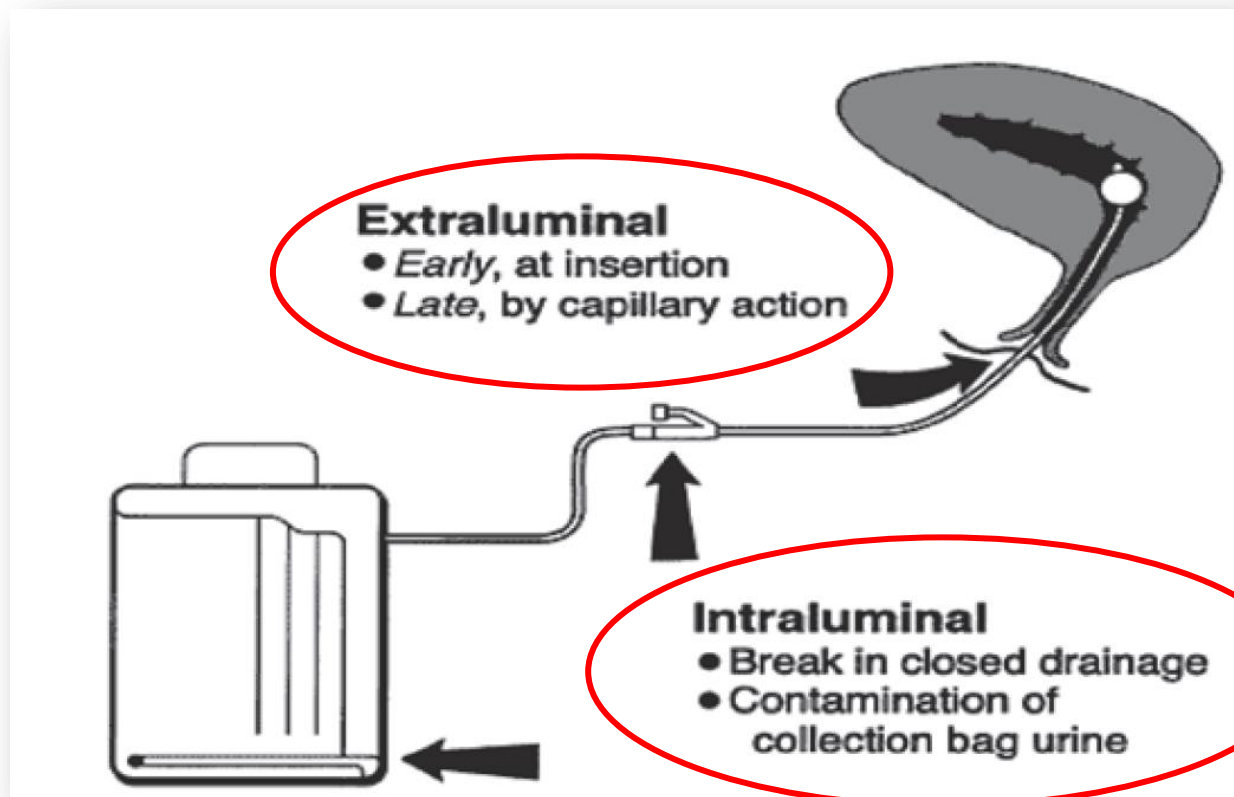 Extraluminal
● Early, at insertion
● Late, by capillary action
Intraluminal
● Break in closed drainage
● Contamination of
collection bag urine